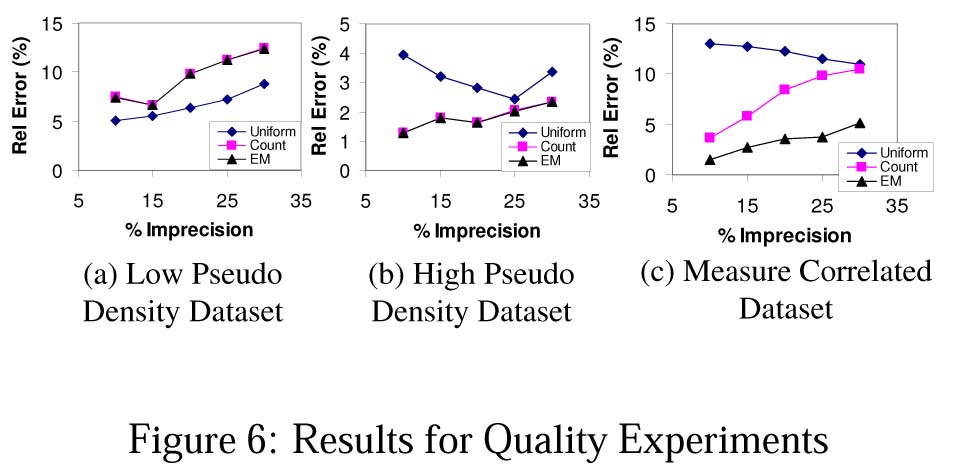 15
10
5
0
Rel Error (%)
5 15 25 35
% Imprecision
Uniform
Count
EM
(a) Low Pseudo
Density Dataset
5
4
3
2
1
0
Rel Error (%)
5 15 25 35
% Imprecision
Uniform
Count
EM
(b) High Pseudo
Density Dataset
15
10
5
0
Rel Error (%)
5 15 25 35
% Imprecision
Uniform
Count
EM
(c) Measure Correlated
Dataset
Figure 6: Results for Quality Experiments